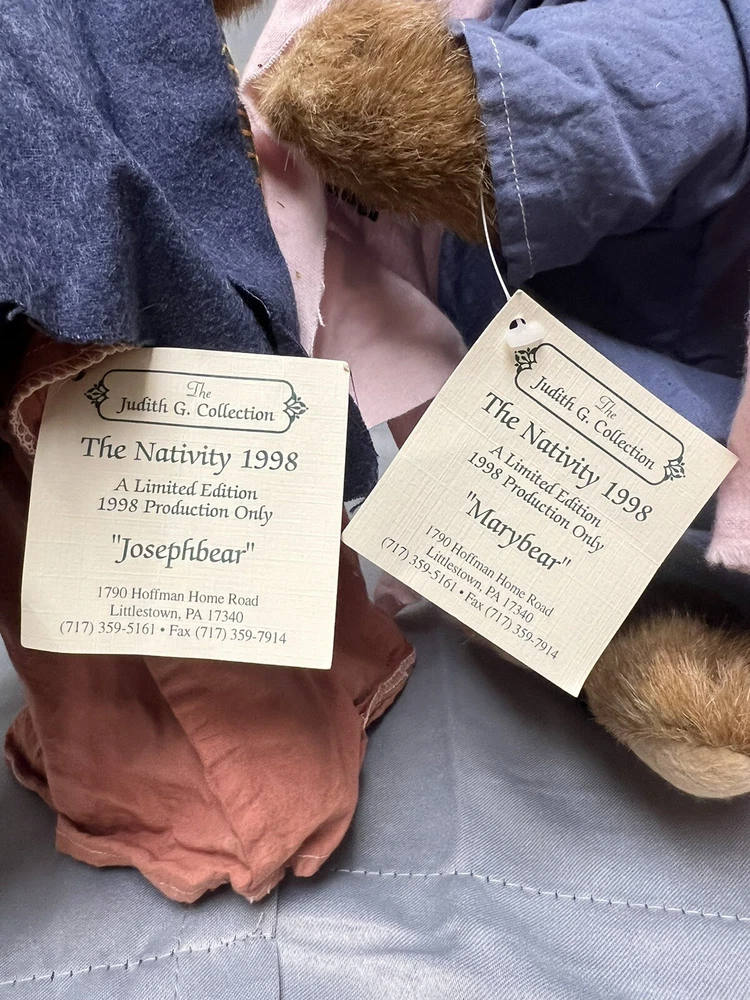 The
Judith G. Collection
The Nativity 1998
A Limited Edition
1998 Production Only
"Josephbear"
1790 Hoffman Home Road
Littlestown, PA 17340
(717) 359-5161 • Fax (717) 359-7914
The
Judith G. Collection
The Nativity 1998
A Limited Edition
1998 Production Only
"Marybear"
1790 Hoffman Home Road
Littlestown, PA 17340
(717) 359-5161 • Fax (717) 359-7914